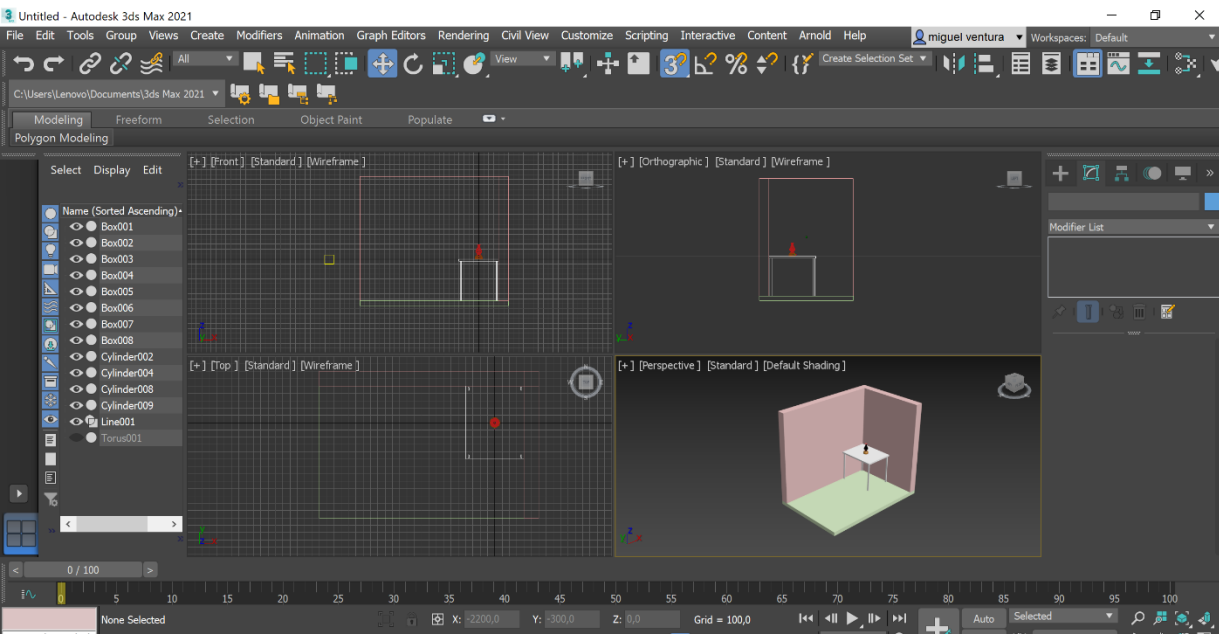 Untitled - Autodesk 3ds Max 2021
File Edit Tools Group Views Create Modifiers Animation Graph Editors Rendering Civil View Customize Scripting Interactive Content Arnold Help miguel ventura Workspaces: Default
All View Create Selection Set
C:\Users\Lenovo\Documents\3ds Max 2021
Modeling Freeform Selection Object Paint Populate
Polygon Modeling
Select Display Edit
Name (Sorted Ascending)
Box001
Box002
Box003
Box004
Box005
Box006
Box007
Box008
Cylinder002
Cylinder004
Cylinder008
Cylinder009
Line001
Torus001
[+] [Front] [Standard] [Wireframe]
[+] [Orthographic] [Standard] [Wireframe]
[+] [Top] [Standard] [Wireframe]
[+] [Perspective] [Standard] [Default Shading]
Modifier List
0 / 100
0 5 10 15 20 25 30 35 40 45 50 55 60 65 70 75 80 85 90 95 100
None Selected X: -2200,0 Y: -300,0 Z: 0,0 Grid = 100,0 Auto Selected